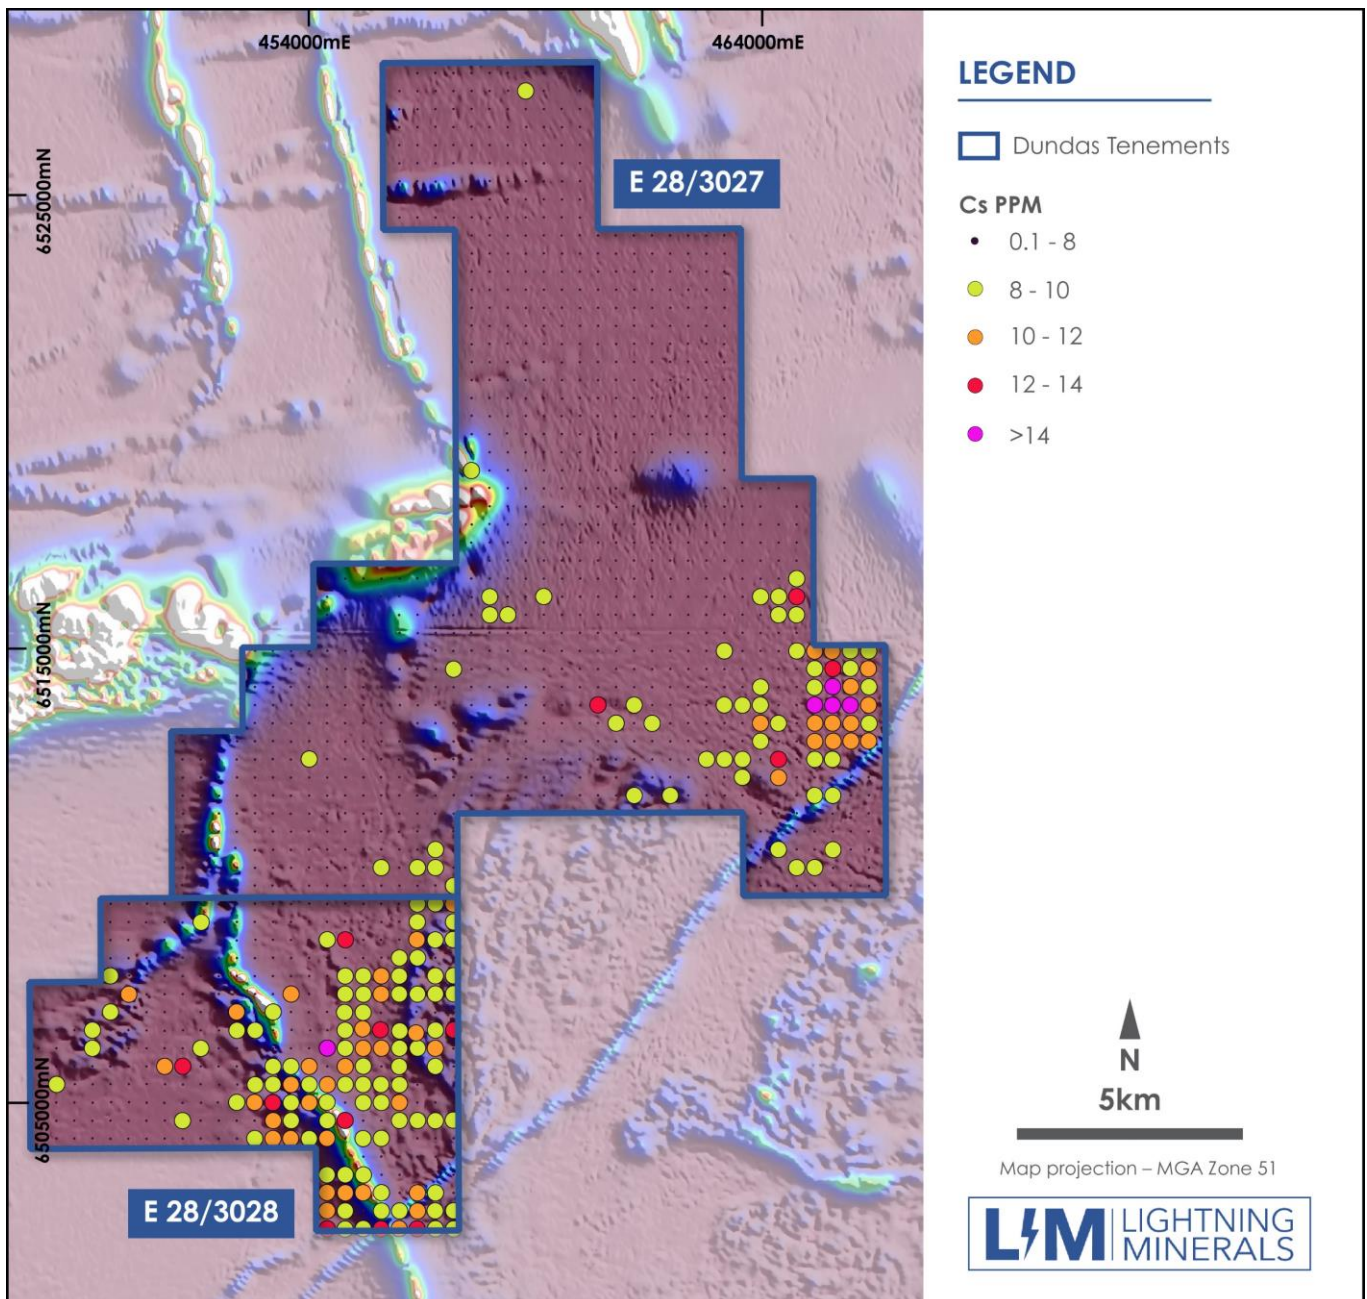 454000mE
464000mE
6525000mN
6515000mN
6505000mN
E 28/3027
E 28/3028
LEGEND
Dundas Tenements
Cs PPM
0.1 - 8
8 - 10
10 - 12
12 - 14
>14
N
5km
Map projection – MGA Zone 51
LM
LIGHTNING
MINERALS